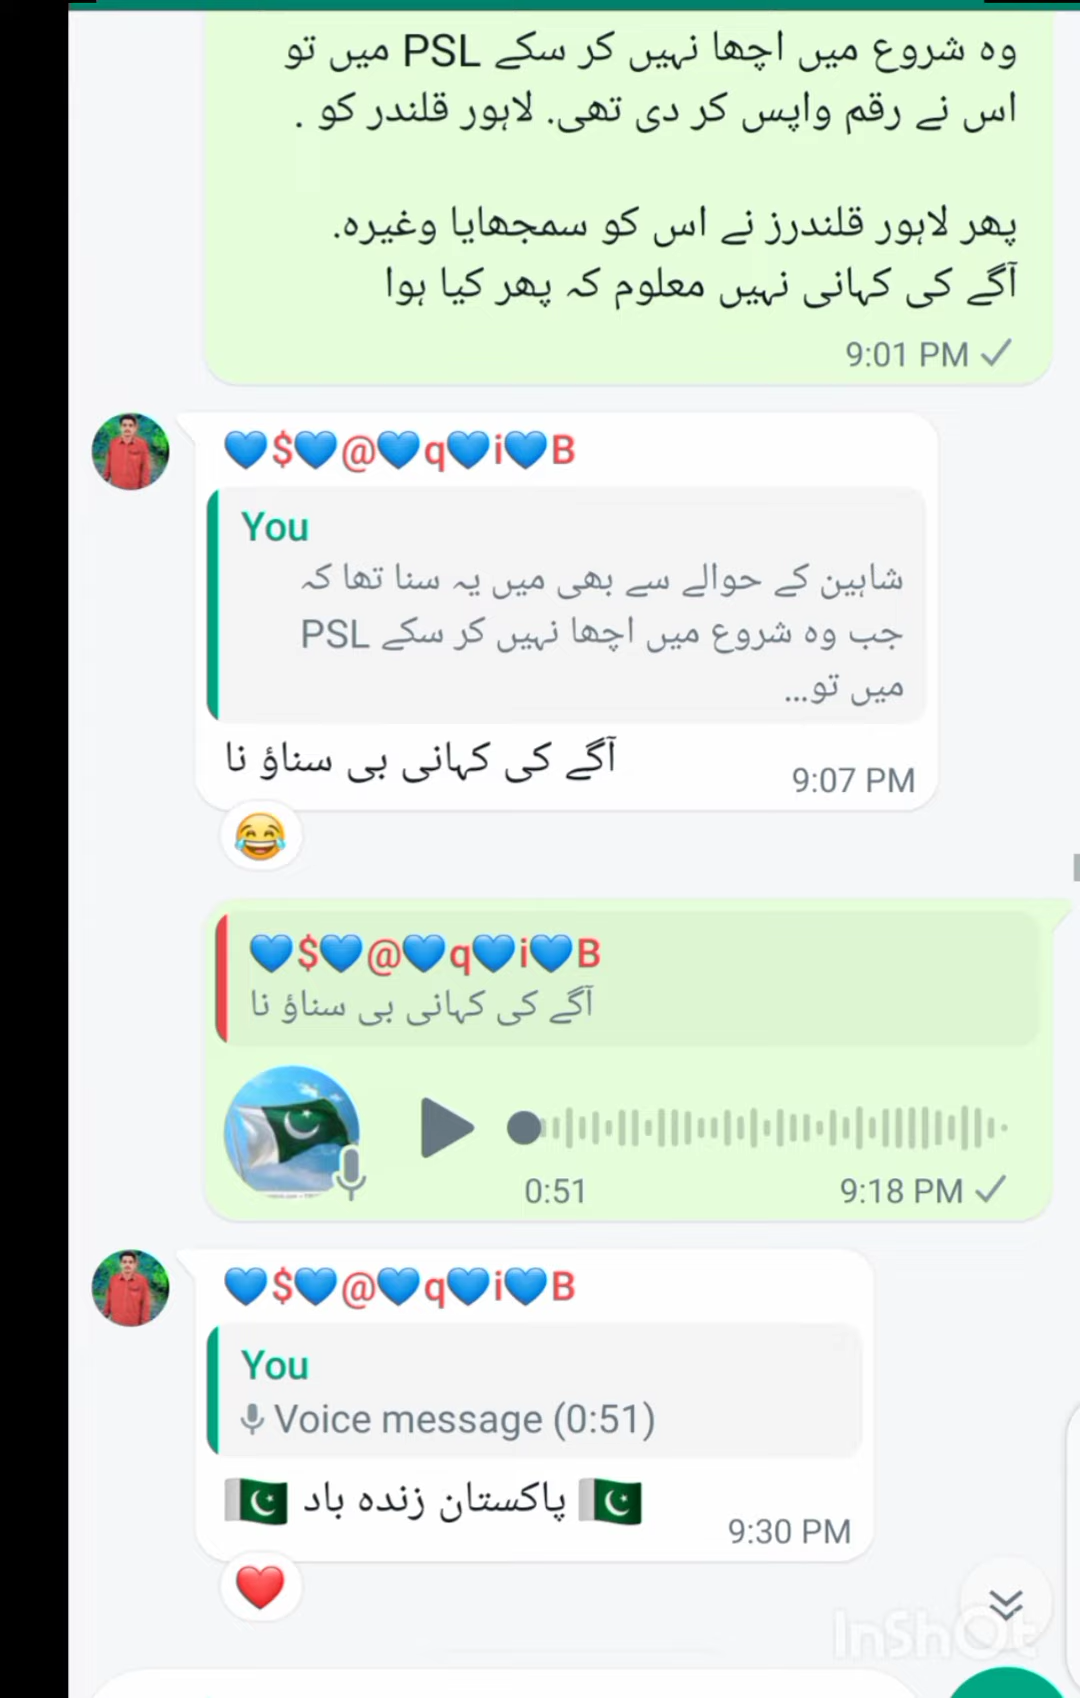 وہ شروع میں اچھا نہیں کر سکے PSL میں تو
اس نے رقم واپس کر دی تھی. لاہور قلندر کو .
پھر لاہور قلندرز نے اس کو سمجھایا وغیرہ.
آگے کی کہانی نہیں معلوم کہ پھر کیا ہوا
9:01 PM
💙$💙@💙q💙i💙B
You
شاہین کے حوالے سے بھی میں یہ سنا تھا کہ
جب وہ شروع میں اچھا نہیں کر سکے PSL
میں تو...
آگے کی کہانی بی سناؤ نا
9:07 PM
💙$💙@💙q💙i💙B
آگے کی کہانی بی سناؤ نا
0:51
9:18 PM
💙$💙@💙q💙i💙B
You
Voice message (0:51)
🇵🇰 پاکستان زندہ باد 🇵🇰
9:30 PM
InShOt